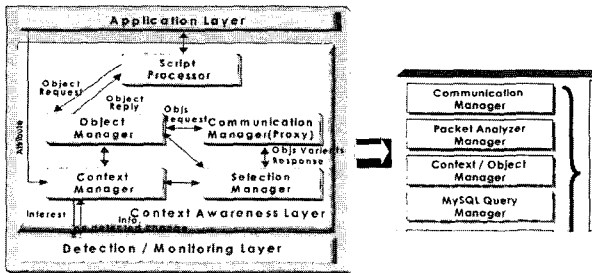 Application Layer
Script
Processor
Object
Request
Object
Reply
Objs
Request
Object
Manager
Communication
Manager(Proxy)
Attribute
Objs Variants
Response
Context
Manager
Selection
Manager
Interest
Info.
Context Awareness Layer
Detection / Monitoring Layer
Communication
Manager
Packet Analyzer
Manager
Context / Object
Manager
MySQL Query
Manager